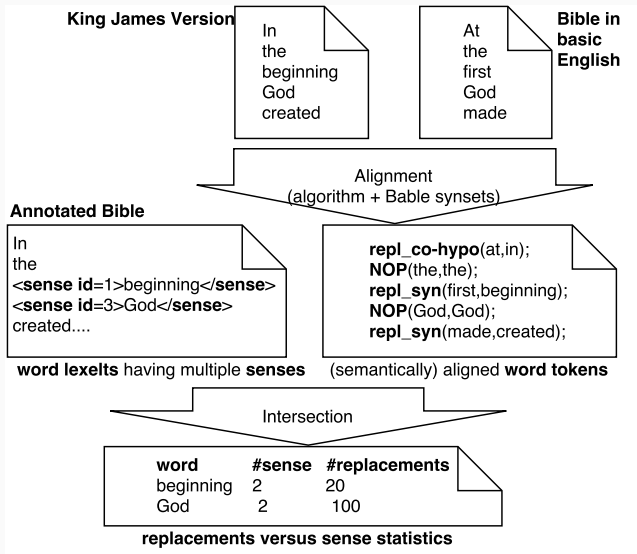 King James Version
In
the
beginning
God
created
At
the
first
God
made
Bible in
basic
English
Alignment
(algorithm + Bable synsets)
Annotated Bible
In
the
<sense id=1>beginning</sense>
<sense id=3>God</sense>
created....
word lexelts having multiple senses
repl_co-hypo(at,in);
NOP(the,the);
repl_syn(first,beginning);
NOP(God,God);
repl_syn(made,created);
(semantically) aligned word tokens
Intersection
word #sense #replacements
beginning 2 20
God 2 100
replacements versus sense statistics